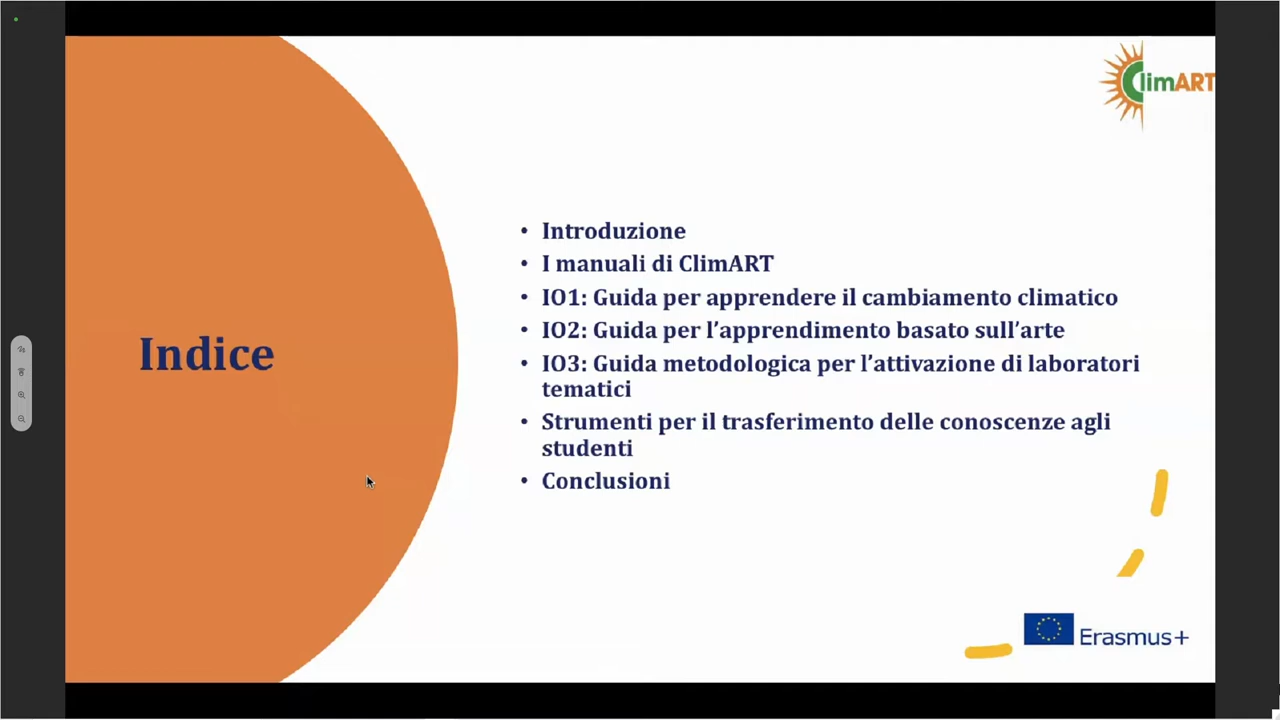 ClimART
Indice
• Introduzione
• I manuali di ClimART
• IO1: Guida per apprendere il cambiamento climatico
• IO2: Guida per l’apprendimento basato sull’arte
• IO3: Guida metodologica per l’attivazione di laboratori
tematici
• Strumenti per il trasferimento delle conoscenze agli
studenti
• Conclusioni
Erasmus+